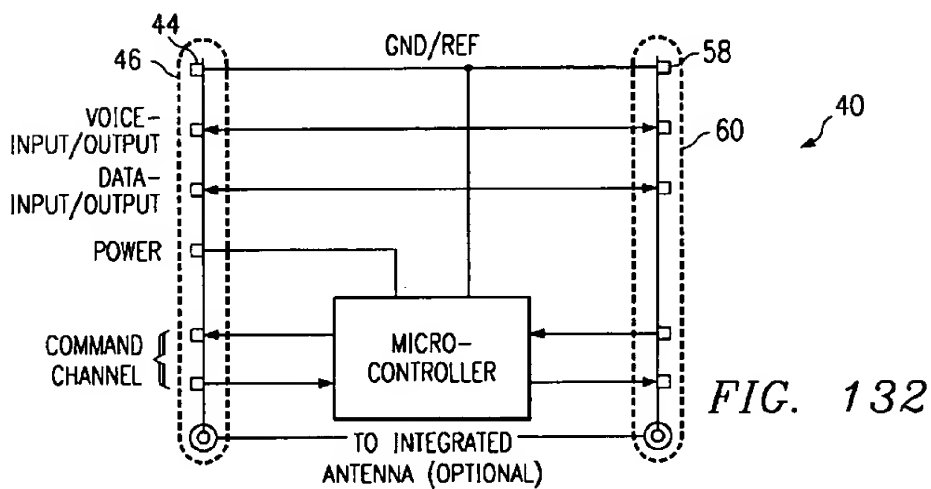 44
GND/REF
58
46
VOICE-
INPUT/OUTPUT
60
40
DATA-
INPUT/OUTPUT
POWER
COMMAND
CHANNEL
MICRO-
CONTROLLER
FIG. 132
TO INTEGRATED
ANTENNA (OPTIONAL)